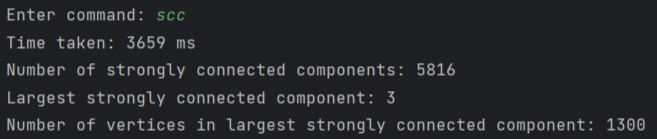 Enter command: scc
Time taken: 3659 ms
Number of strongly connected components: 5816
Largest strongly connected component: 3
Number of vertices in largest strongly connected component: 1300